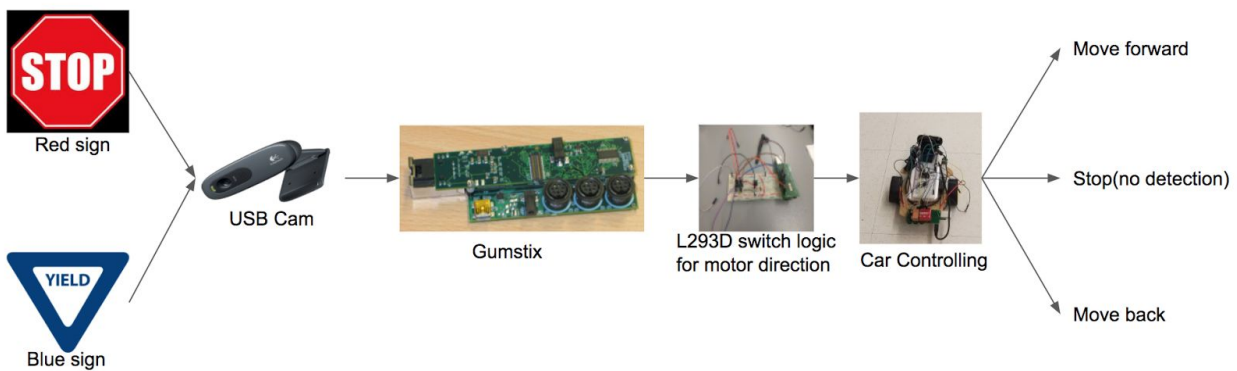 STOP
Red sign
YIELD
Blue sign
USB Cam
Gumstix
L293D switch logic
for motor direction
Car Controlling
Move forward
Stop(no detection)
Move back